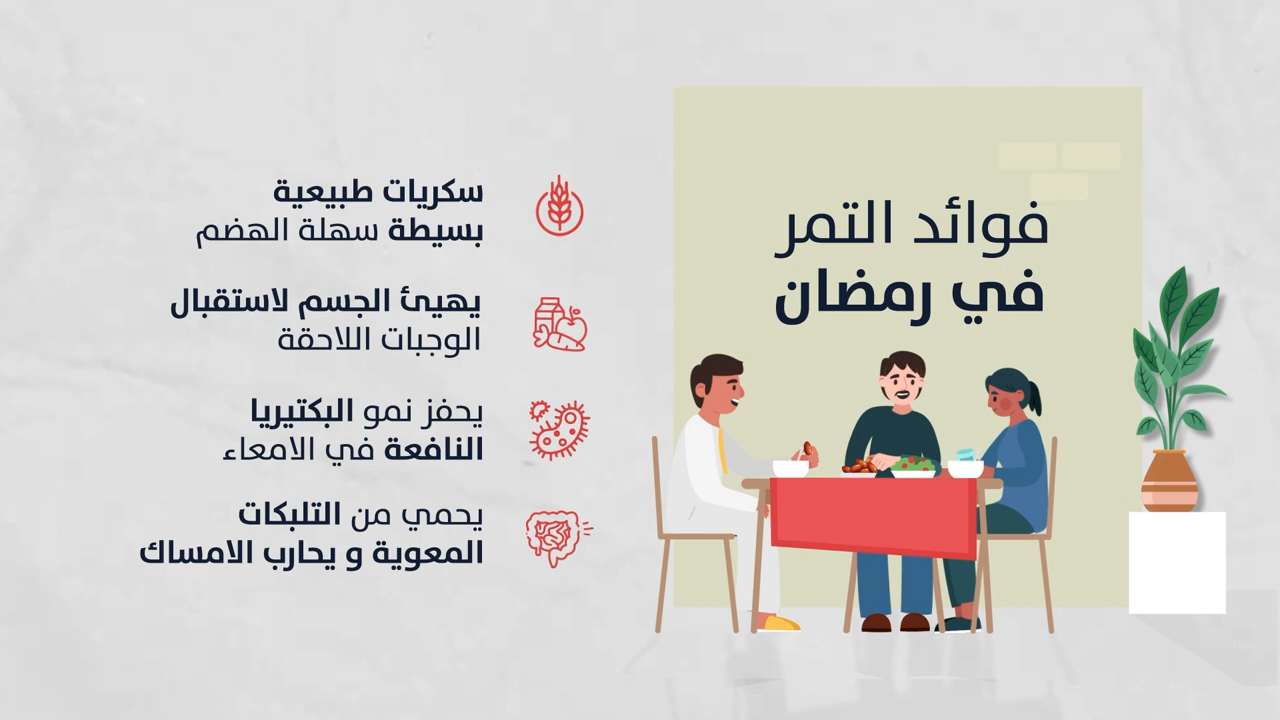 فوائد التمر
في رمضان
سكريات طبيعية
بسيطة سهلة الهضم
يهيئ الجسم لاستقبال
الوجبات اللاحقة
يحفز نمو البكتيريا
النافعة في الامعاء
يحمي من التلبكات
المعوية و يحارب الامساك